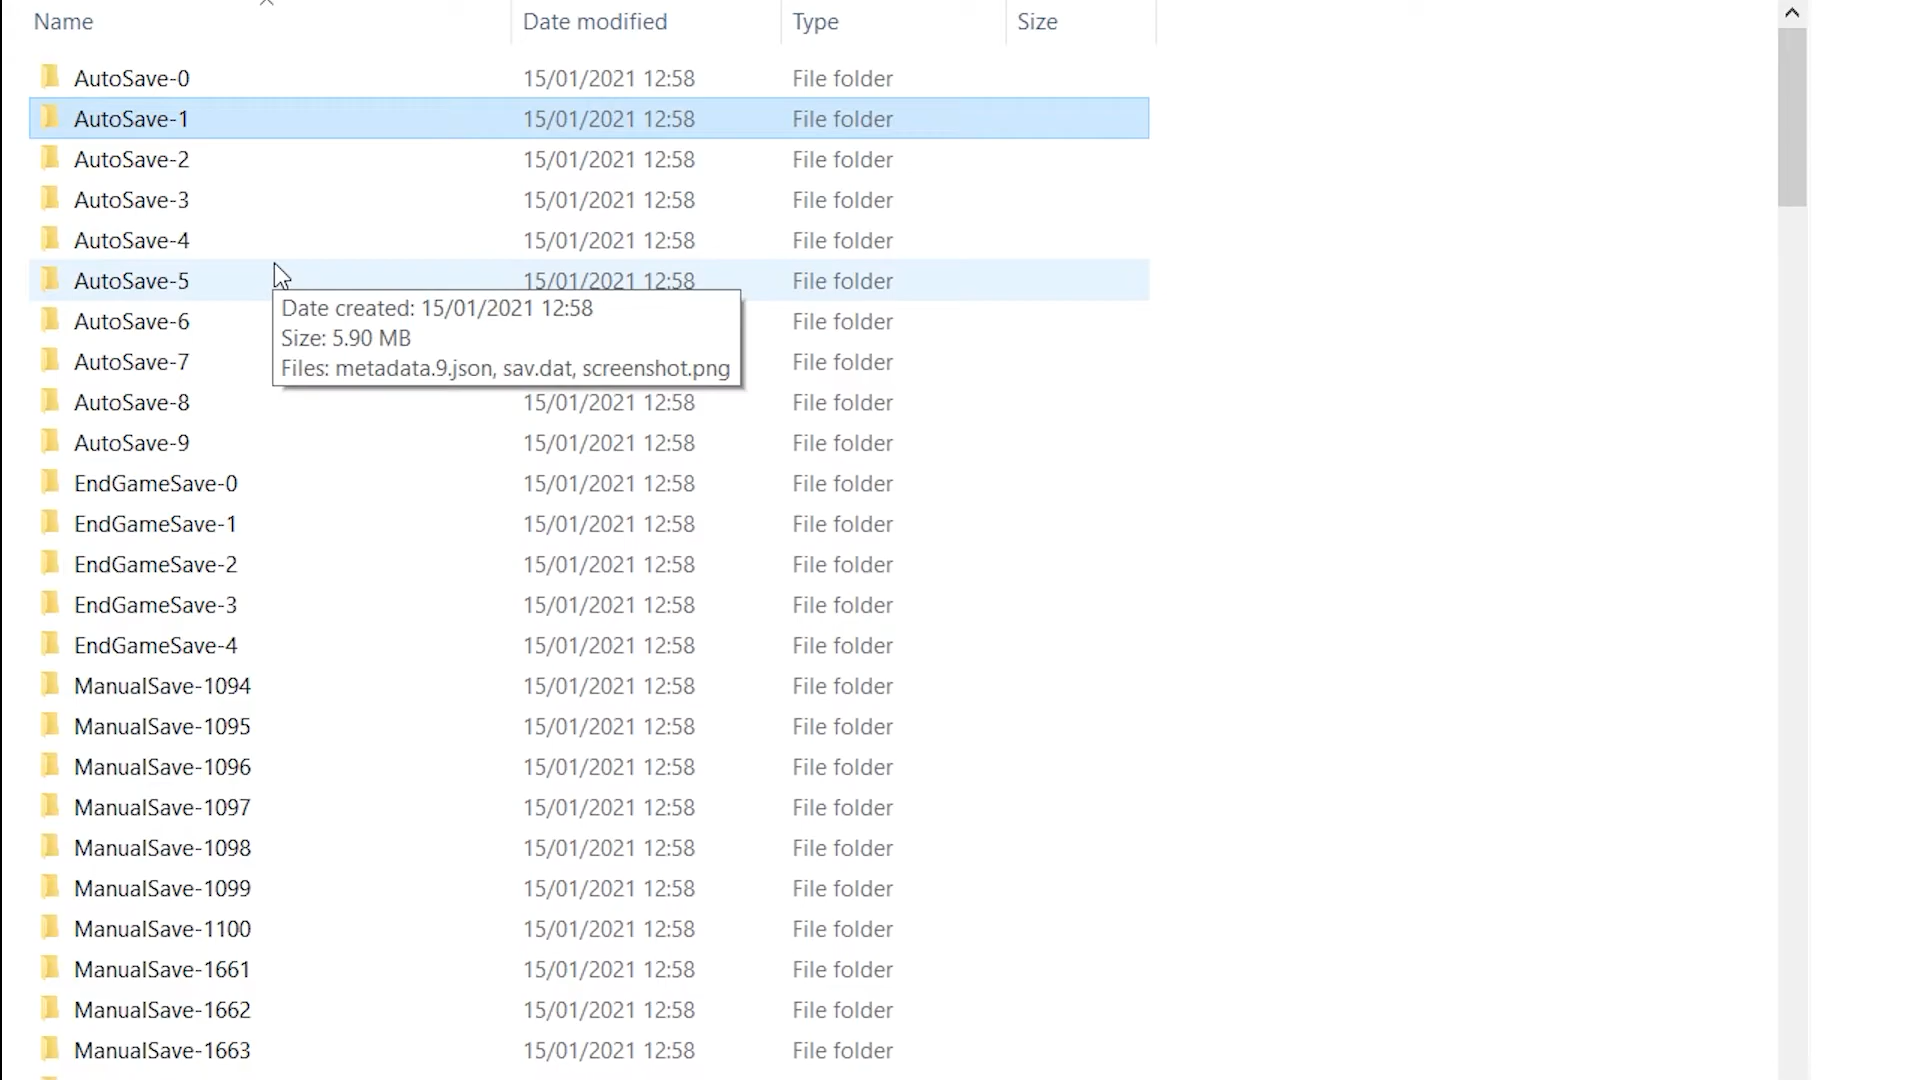 Name Date modified Type Size
AutoSave-0 15/01/2021 12:58 File folder
AutoSave-1 15/01/2021 12:58 File folder
AutoSave-2 15/01/2021 12:58 File folder
AutoSave-3 15/01/2021 12:58 File folder
AutoSave-4 15/01/2021 12:58 File folder
AutoSave-5 15/01/2021 12:58 File folder
Date created: 15/01/2021 12:58
AutoSave-6 File folder
Size: 5.90 MB
AutoSave-7 File folder
Files: metadata.9.json, sav.dat, screenshot.png
AutoSave-8 15/01/2021 12:58 File folder
AutoSave-9 15/01/2021 12:58 File folder
EndGameSave-0 15/01/2021 12:58 File folder
EndGameSave-1 15/01/2021 12:58 File folder
EndGameSave-2 15/01/2021 12:58 File folder
EndGameSave-3 15/01/2021 12:58 File folder
EndGameSave-4 15/01/2021 12:58 File folder
ManualSave-1094 15/01/2021 12:58 File folder
ManualSave-1095 15/01/2021 12:58 File folder
ManualSave-1096 15/01/2021 12:58 File folder
ManualSave-1097 15/01/2021 12:58 File folder
ManualSave-1098 15/01/2021 12:58 File folder
ManualSave-1099 15/01/2021 12:58 File folder
ManualSave-1100 15/01/2021 12:58 File folder
ManualSave-1661 15/01/2021 12:58 File folder
ManualSave-1662 15/01/2021 12:58 File folder
ManualSave-1663 15/01/2021 12:58 File folder